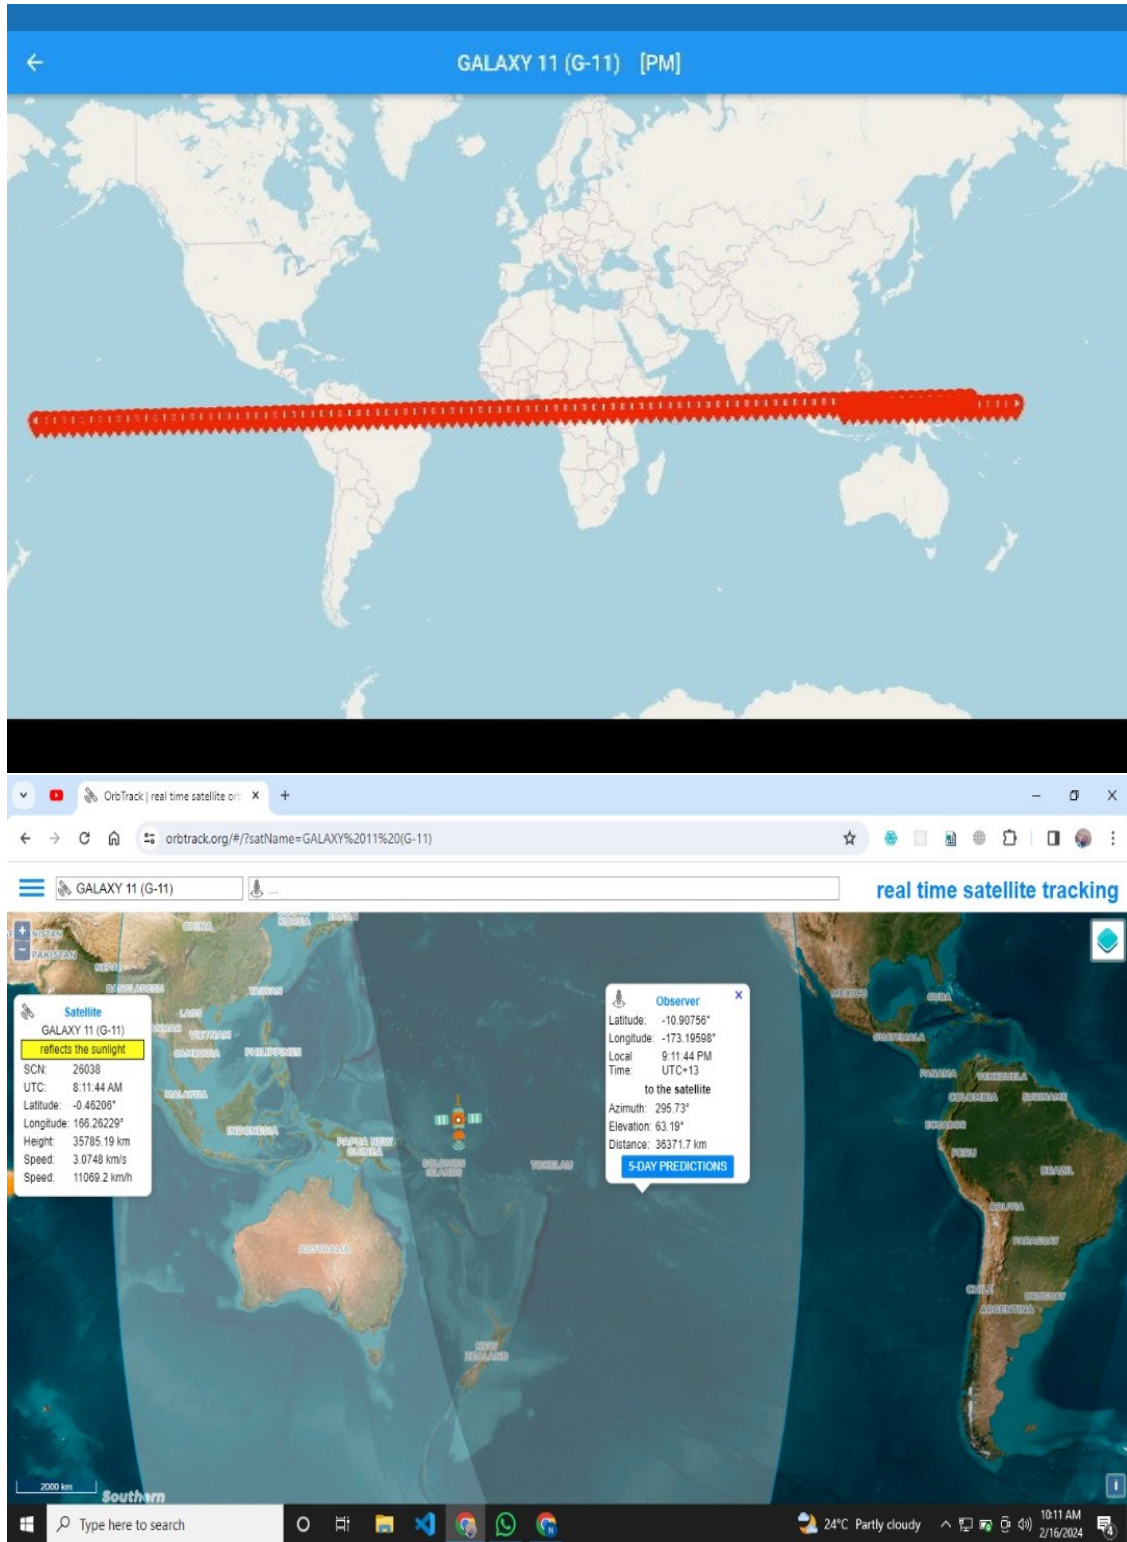 GALAXY 11 (G-11) [PM]
OrbTrack | real time satellite orb
orbtrack.org/#/?satName=GALAXY%2011%20(G-11)
GALAXY 11 (G-11)
...
real time satellite tracking
CHINA
JAPAN
PAKISTAN
NEPAL
BANGLADESH
TAIWAN
LAOS
VIETNAM
CAMBODIA
PHILIPPINES
MALAYSIA
INDONESIA
PAPUA NEW
GUINEA
SOLOMON
ISLANDS
TOKELAU
AUSTRALIA
NEW
ZEALAND
MEXICO
CUBA
GUATEMALA
PANAMA
VENEZUELA
COLOMBIA
SURINAME
ECUADOR
PERU
BRAZIL
BOLIVIA
PARAGUAY
CHILE
URUGUAY
ARGENTINA
Satellite
GALAXY 11 (G-11)
reflects the sunlight
SCN: 26038
UTC: 8:11:44 AM
Latitude: -0.46206°
Longitude: 166.26229°
Height: 35785.19 km
Speed: 3.0748 km/s
Speed: 11069.2 km/h
Observer
Latitude: -10.90756°
Longitude: -173.19598°
Local 9:11:44 PM
Time: UTC+13
to the satellite
Azimuth: 295.73°
Elevation: 63.19°
Distance: 36371.7 km
5-DAY PREDICTIONS
2000 km
Southern
Type here to search
24°C Partly cloudy
10:11 AM
2/16/2024
4